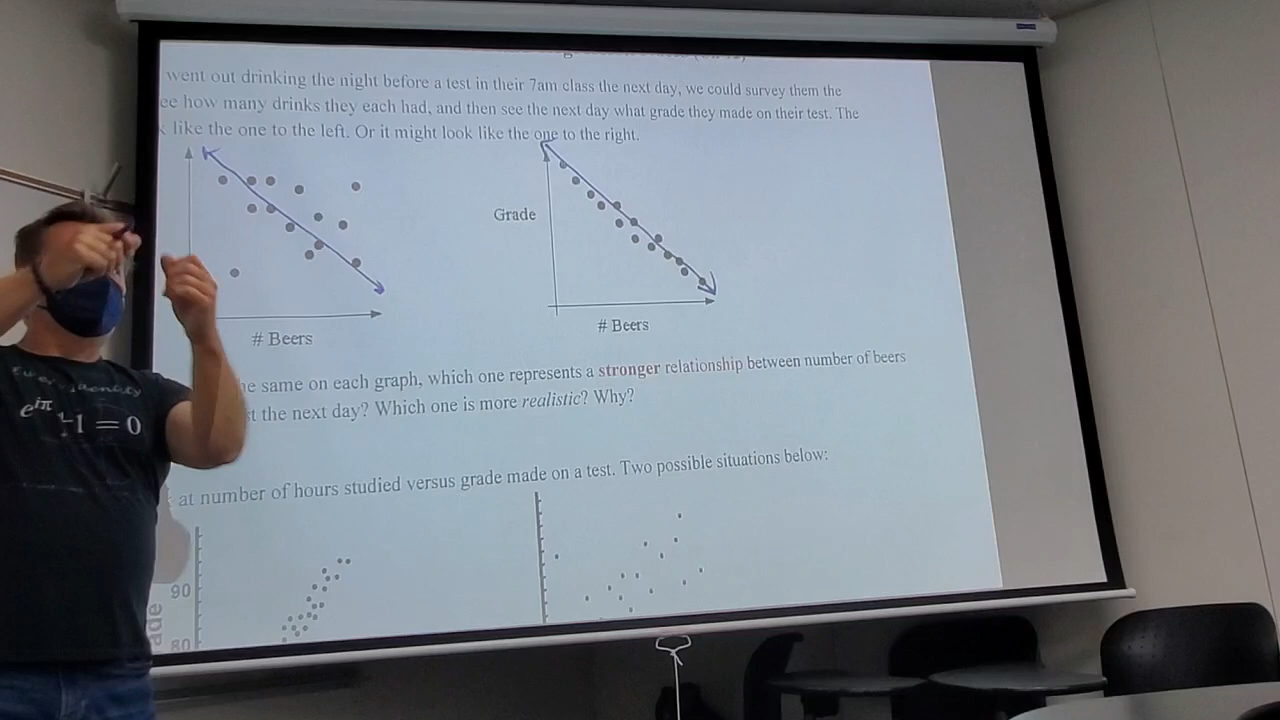 went out drinking the night before a test in their 7am class the next day, we could survey them the
ee how many drinks they each had, and then see the next day what grade they made on their test. The
like the one to the left. Or it might look like the one to the right.
Grade
# Beers
# Beers
he same on each graph, which one represents a stronger relationship between number of beers
st the next day? Which one is more realistic? Why?
at number of hours studied versus grade made on a test. Two possible situations below:
90
80
ade
e^iπ
+1 = 0